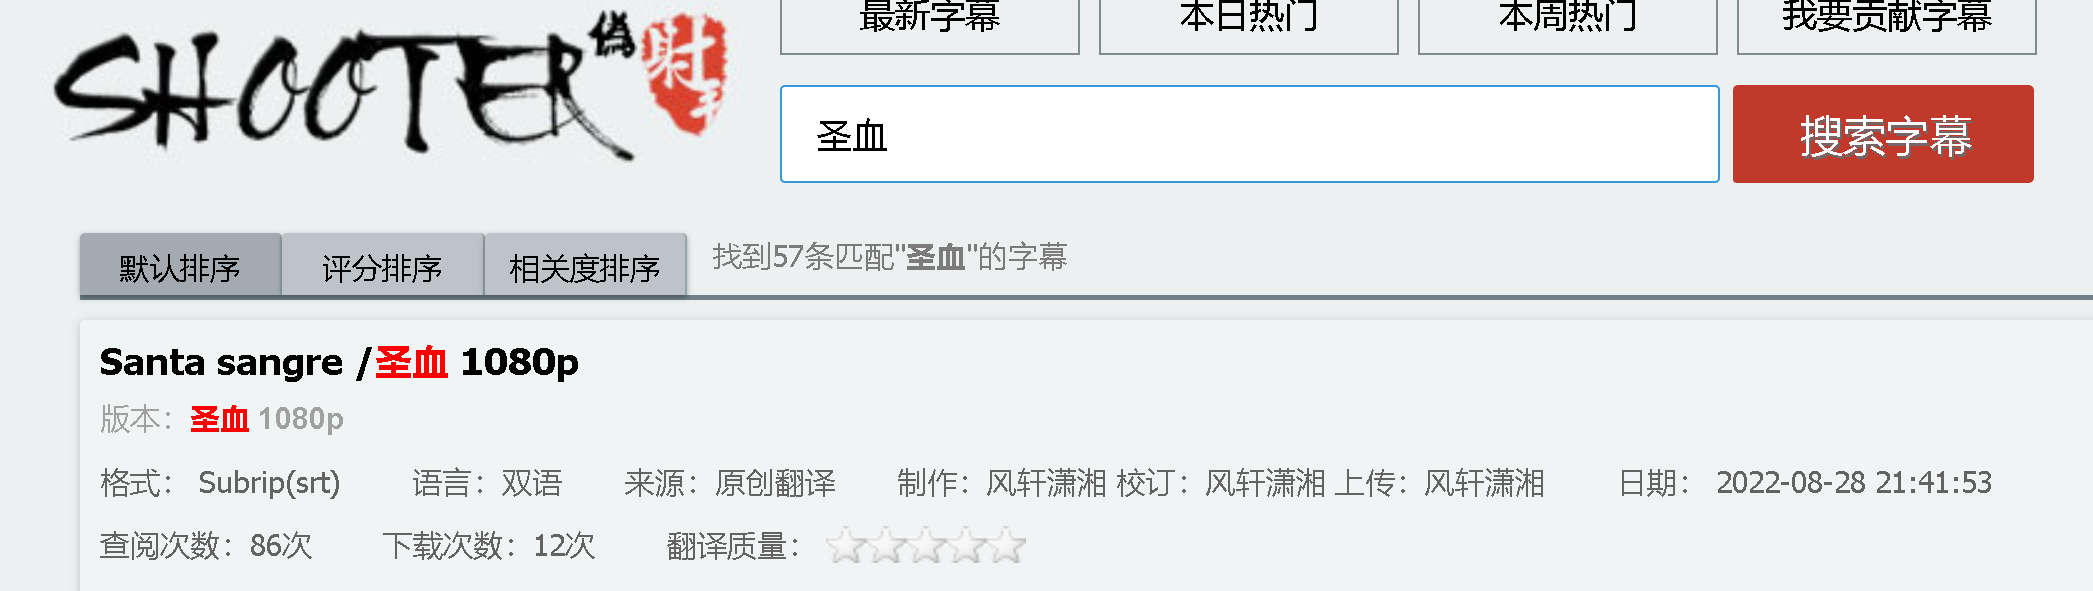 最新字幕 本日热门 本周热门 我要贡献字幕
SHOOTER 偽 射手
圣血 搜索字幕
默认排序 评分排序 相关度排序 找到57条匹配"圣血"的字幕
Santa sangre /圣血 1080p
版本：圣血 1080p
格式： Subrip(srt) 语言：双语 来源：原创翻译 制作：风轩潇湘 校订：风轩潇湘 上传：风轩潇湘 日期： 2022-08-28 21:41:53
查阅次数：86次 下载次数：12次 翻译质量：